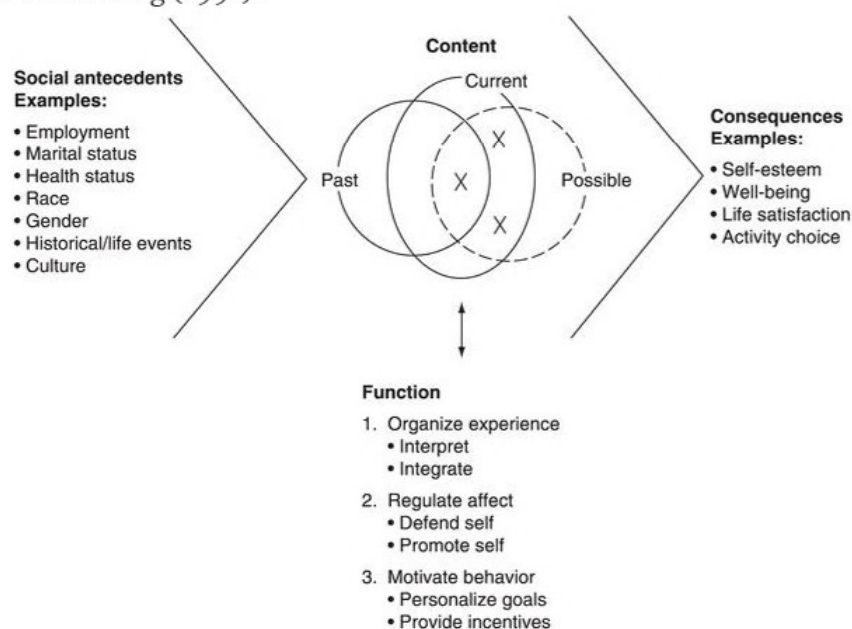 Content
Social antecedents
Examples:
• Employment
• Marital status
• Health status
• Race
• Gender
• Historical/life events
• Culture
Current
Past
Possible
X
X
X
Consequences
Examples:
• Self-esteem
• Well-being
• Life satisfaction
• Activity choice
Function
1. Organize experience
• Interpret
• Integrate
2. Regulate affect
• Defend self
• Promote self
3. Motivate behavior
• Personalize goals
• Provide incentives